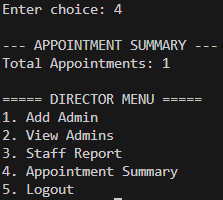 Enter choice: 4
--- APPOINTMENT SUMMARY ---
Total Appointments: 1
===== DIRECTOR MENU =====
1. Add Admin
2. View Admins
3. Staff Report
4. Appointment Summary
5. Logout